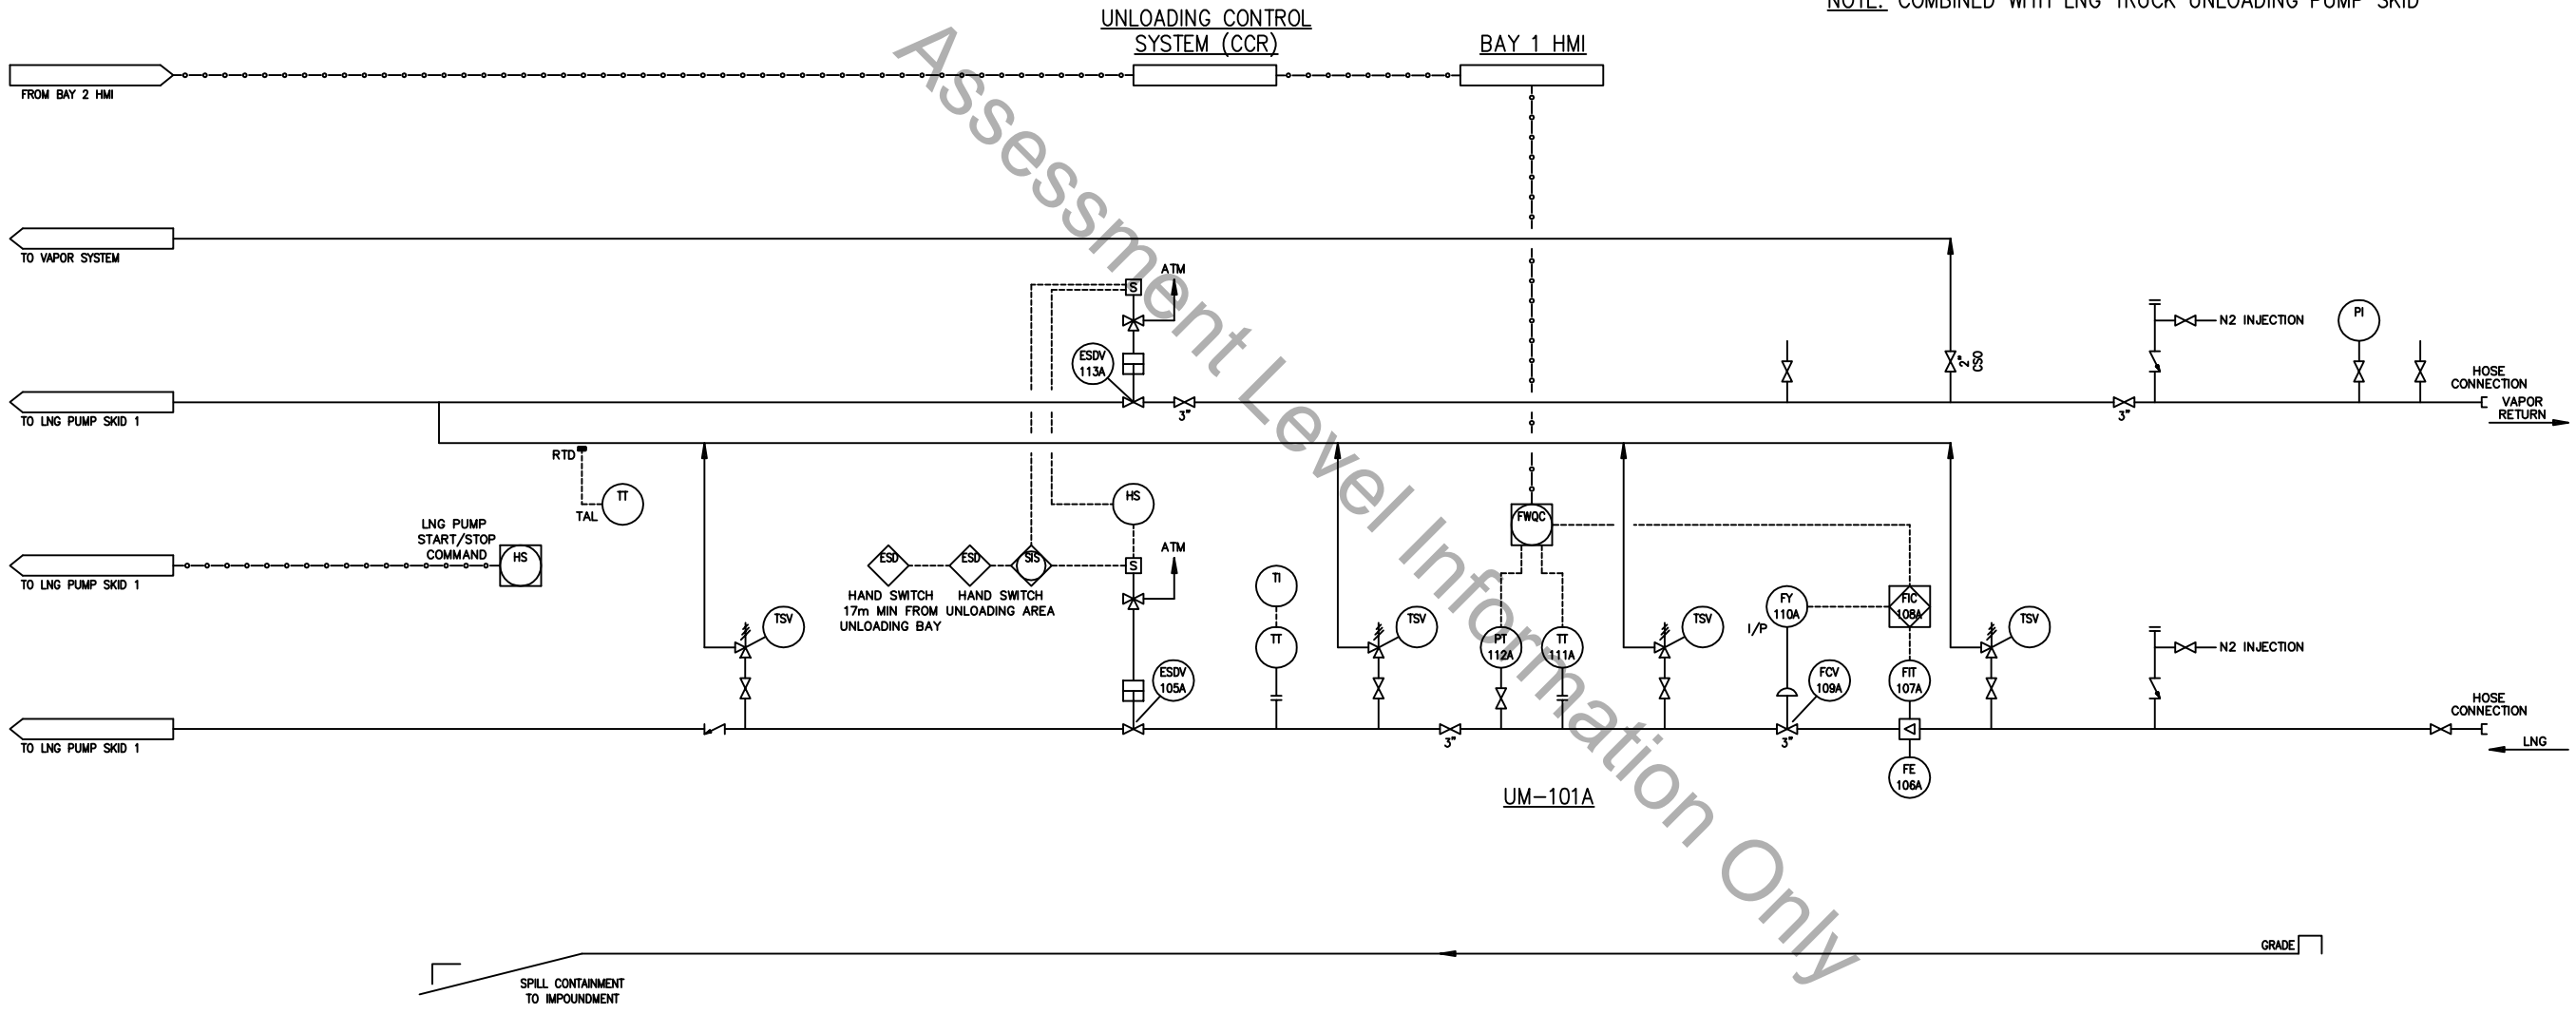 NOTE: COMBINED WITH LNG TRUCK UNLOADING PUMP SKID
UNLOADING CONTROL
SYSTEM (CCR)
BAY 1 HMI
FROM BAY 2 HMI
TO VAPOR SYSTEM
ATM
S
ESDV
113A
3"
2"
CSO
3"
N2 INJECTION
PI
HOSE
CONNECTION
VAPOR
RETURN
TO LNG PUMP SKID 1
RTD
TT
TAL
HS
FWQC
LNG PUMP
START/STOP
COMMAND
HS
TO LNG PUMP SKID 1
ESD
ESD
SIS
S
ATM
HAND SWITCH
17m MIN FROM
UNLOADING BAY
HAND SWITCH
UNLOADING AREA
TI
TT
TSV
TSV
PT
112A
TT
111A
TSV
FY
110A
I/P
FIC
108A
TSV
N2 INJECTION
ESDV
105A
FCV
109A
FIT
107A
HOSE
CONNECTION
LNG
TO LNG PUMP SKID 1
3"
3"
FE
106A
UM-101A
GRADE
SPILL CONTAINMENT
TO IMPOUNDMENT
Assessment Level Information Only